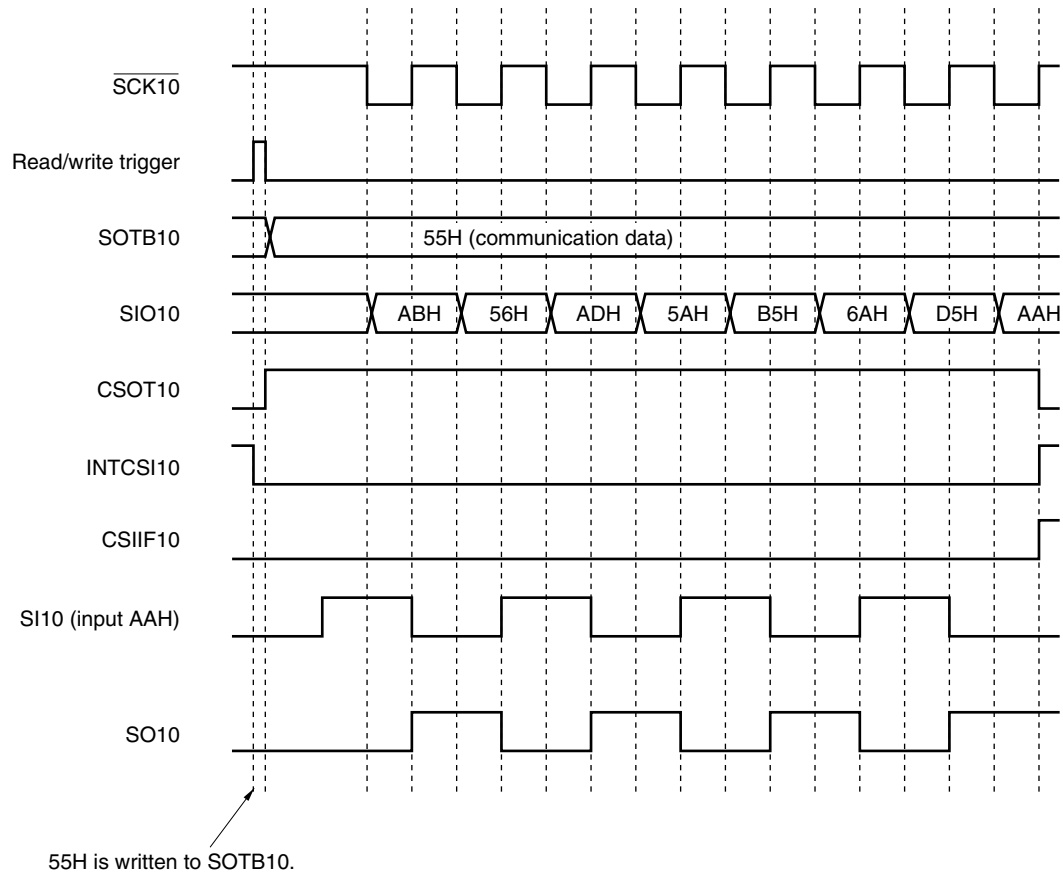 SCK10
Read/write trigger
SOTB10
55H (communication data)
SIO10
ABH 56H ADH 5AH B5H 6AH D5H AAH
CSOT10
INTCSI10
CSIIF10
SI10 (input AAH)
SO10
55H is written to SOTB10.